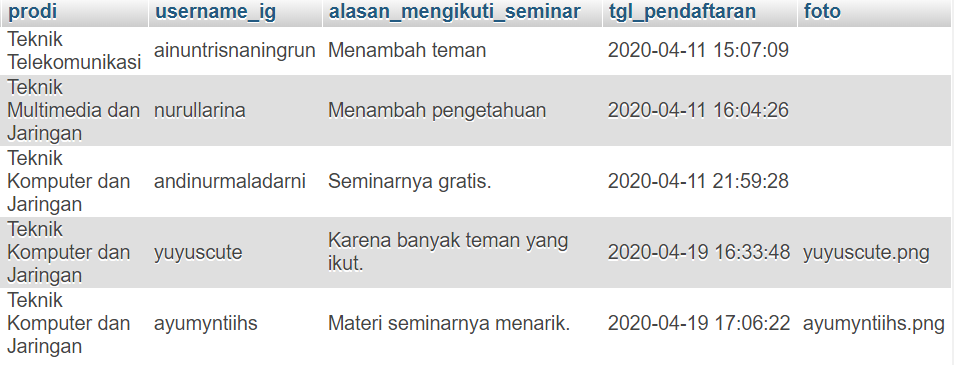 prodi username_ig alasan_mengikuti_seminar tgl_pendaftaran foto
Teknik
Telekomunikasi ainuntrisnaningrun Menambah teman 2020-04-11 15:07:09
Teknik
Multimedia dan nurullarina Menambah pengetahuan 2020-04-11 16:04:26
Jaringan
Teknik
Komputer dan andinurmaladarni Seminarnya gratis. 2020-04-11 21:59:28
Jaringan
Teknik
Komputer dan yuyuscute Karena banyak teman yang 2020-04-19 16:33:48 yuyuscute.png
Jaringan ikut.
Teknik
Komputer dan ayumyntiihs Materi seminarnya menarik. 2020-04-19 17:06:22 ayumyntiihs.png
Jaringan